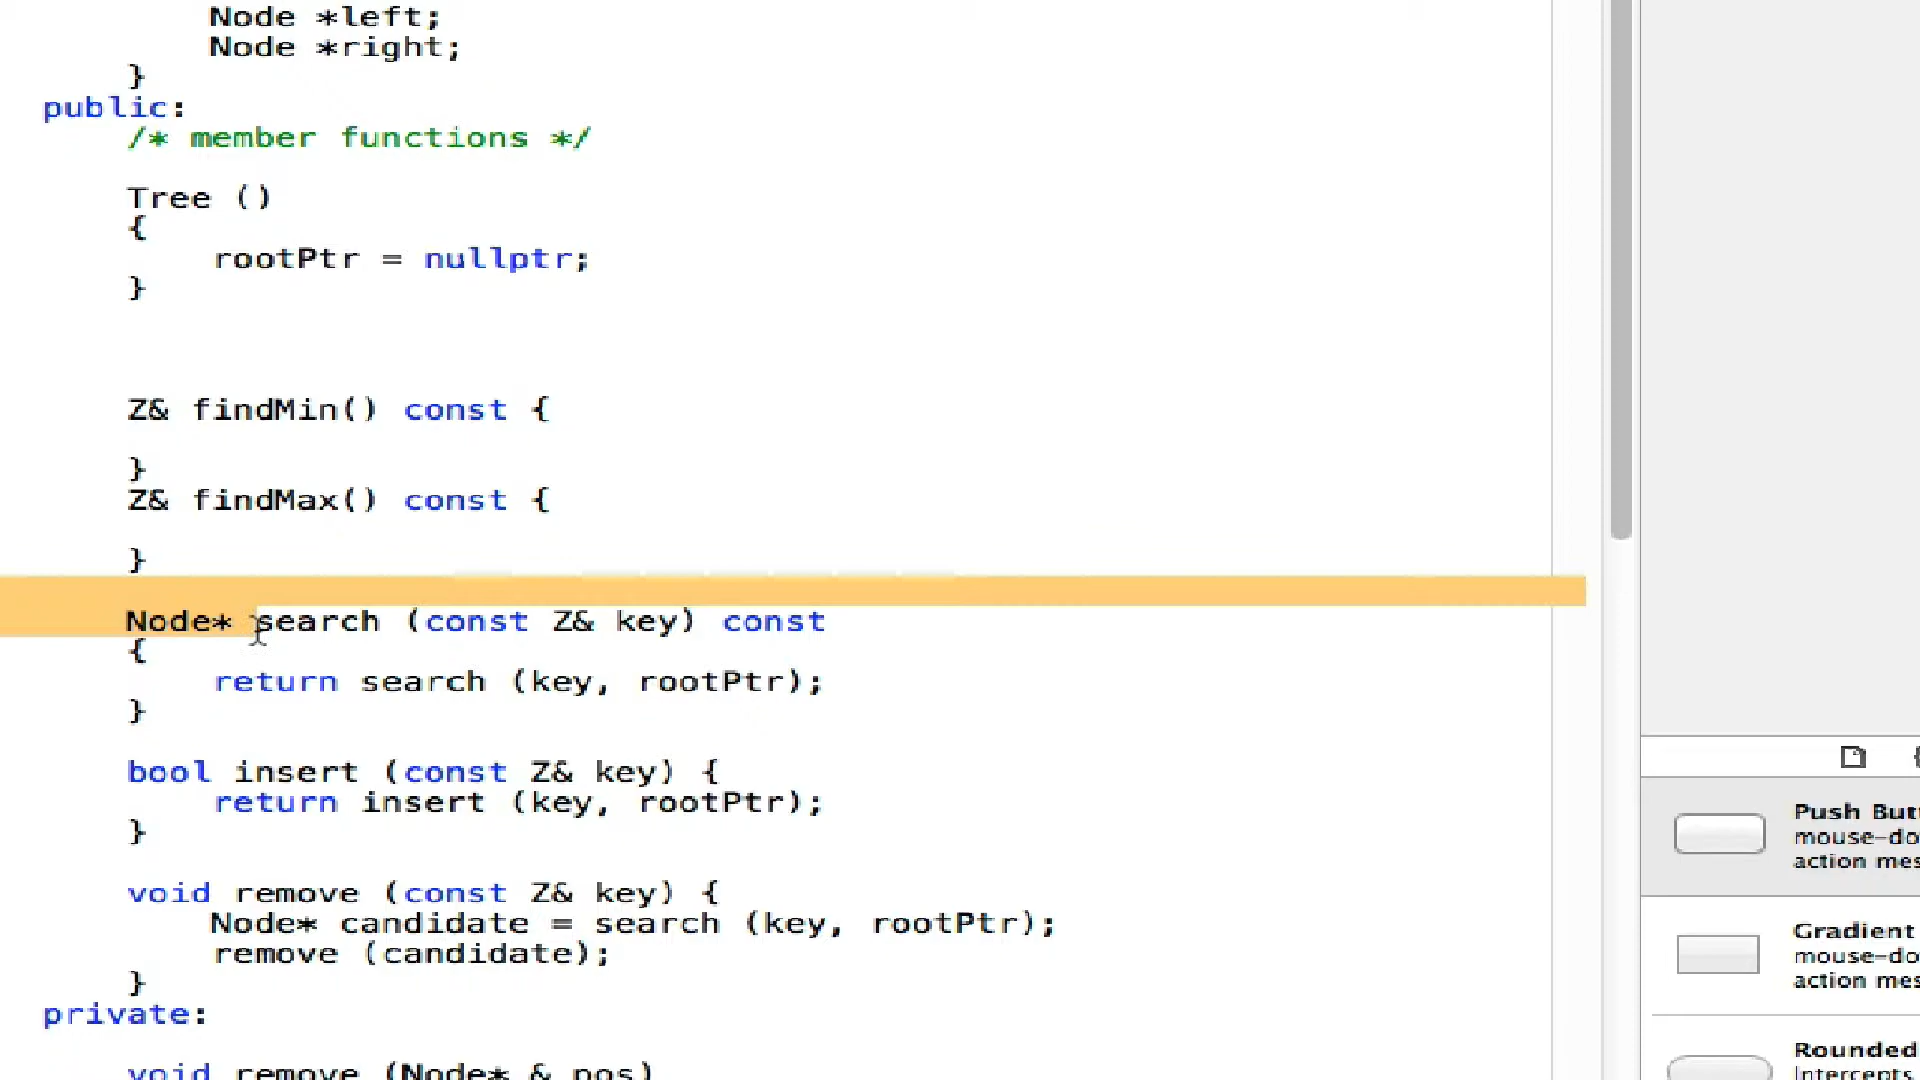 Node *left;
Node *right;
}
public:
/* member functions */
Tree ()
{
rootPtr = nullptr;
}
Z& findMin() const {
}
Z& findMax() const {
}
Node* search (const Z& key) const
{
return search (key, rootPtr);
}
bool insert (const Z& key) {
return insert (key, rootPtr);
}
void remove (const Z& key) {
Node* candidate = search (key, rootPtr);
remove (candidate);
}
private:
void remove (Node* & pos)
Push But
mouse-do
action mes
Gradient
mouse-do
action mes
Rounded
Intercepts